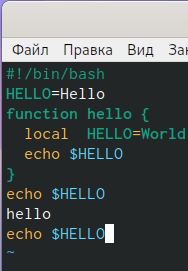 Файл Правка Вид
#!/bin/bash
HELLO=Hello
function hello {
  local  HELLO=World
  echo $HELLO
}
echo $HELLO
hello
echo $HELLO
~